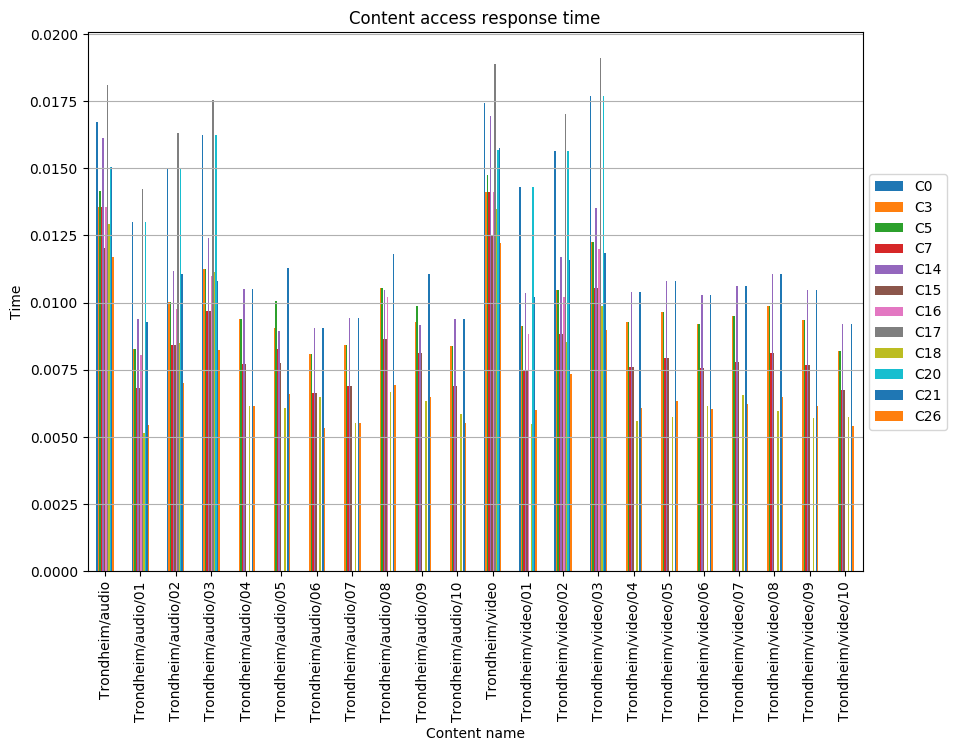 Content access response time
Time
0.0200
0.0175
0.0150
0.0125
0.0100
0.0075
0.0050
0.0025
0.0000
Trondheim/audio
Trondheim/audio/01
Trondheim/audio/02
Trondheim/audio/03
Trondheim/audio/04
Trondheim/audio/05
Trondheim/audio/06
Trondheim/audio/07
Trondheim/audio/08
Trondheim/audio/09
Trondheim/audio/10
Trondheim/video
Trondheim/video/01
Trondheim/video/02
Trondheim/video/03
Trondheim/video/04
Trondheim/video/05
Trondheim/video/06
Trondheim/video/07
Trondheim/video/08
Trondheim/video/09
Trondheim/video/10
Content name
C0
C3
C5
C7
C14
C15
C16
C17
C18
C20
C21
C26